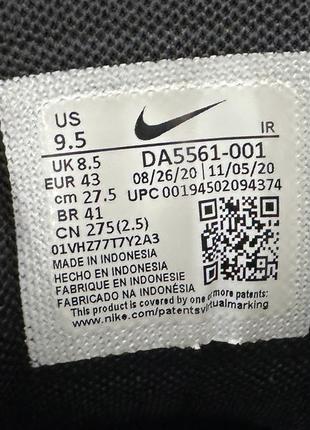 US
9.5
IR
UK 8.5
EUR 43
cm 27.5
BR 41
CN 275(2.5)
DA5561-001
08/26/20 | 11/05/20
UPC 00194502094374
01VHZ77T7Y2A3
MADE IN INDONESIA
HECHO EN INDONESIA
FABRIQUE EN INDONESIE
FABRICADO NA INDONÉSIA
This product is covered by one or more patents. See
www.nike.com/patentsvirtualmarking